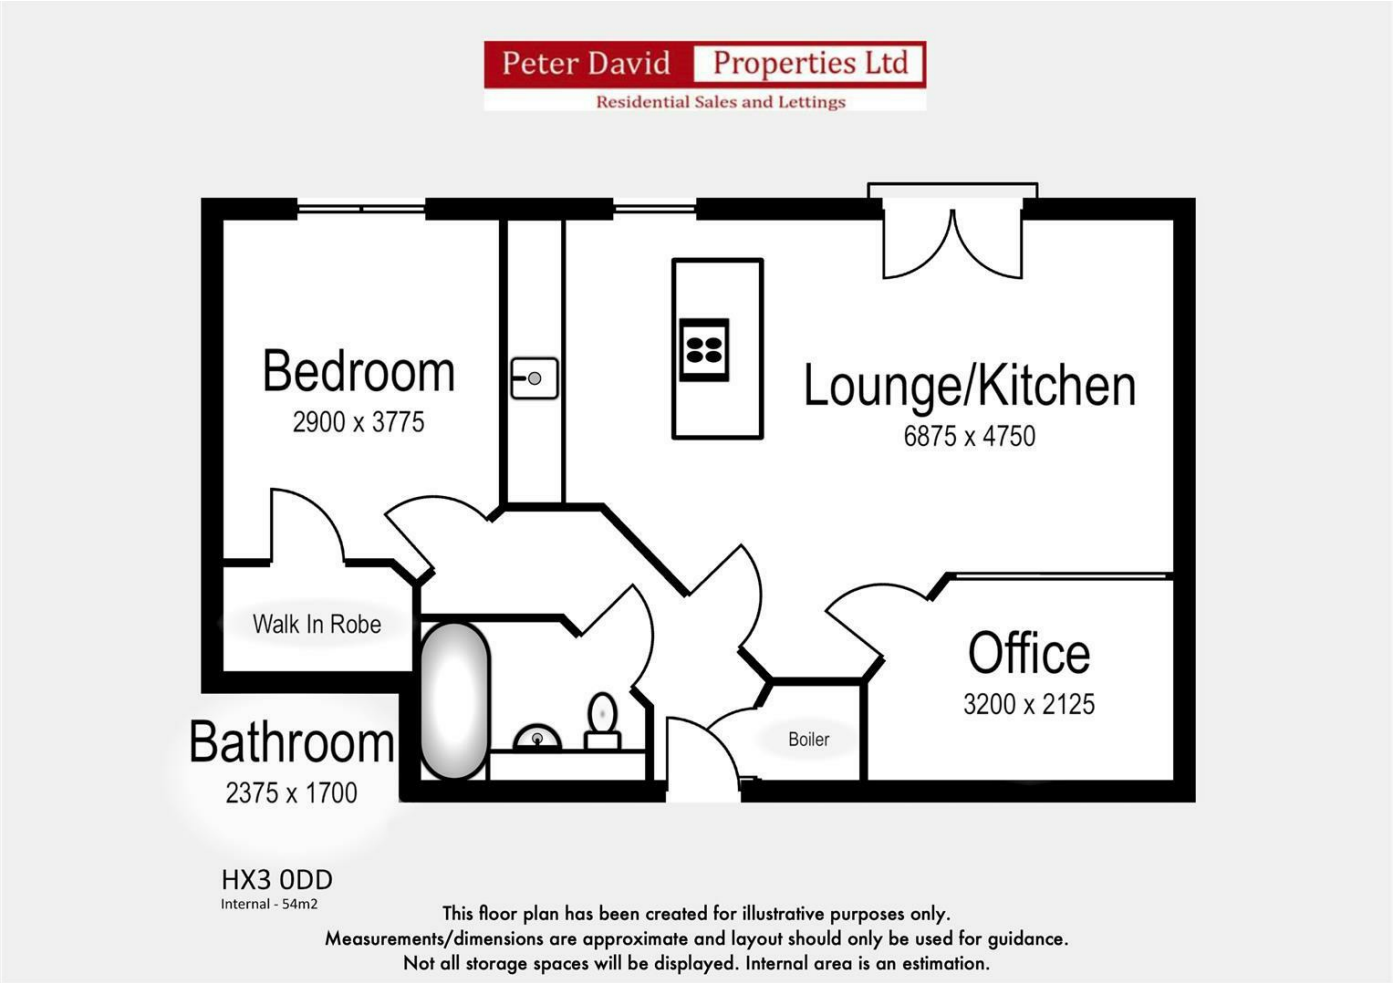 Peter David Properties Ltd
Residential Sales and Lettings
Bedroom
2900 x 3775
Lounge/Kitchen
6875 x 4750
Walk In Robe
Office
3200 x 2125
Bathroom
2375 x 1700
Boiler
HX3 0DD
Internal - 54m2
This floor plan has been created for illustrative purposes only.
Measurements/dimensions are approximate and layout should only be used for guidance.
Not all storage spaces will be displayed. Internal area is an estimation.